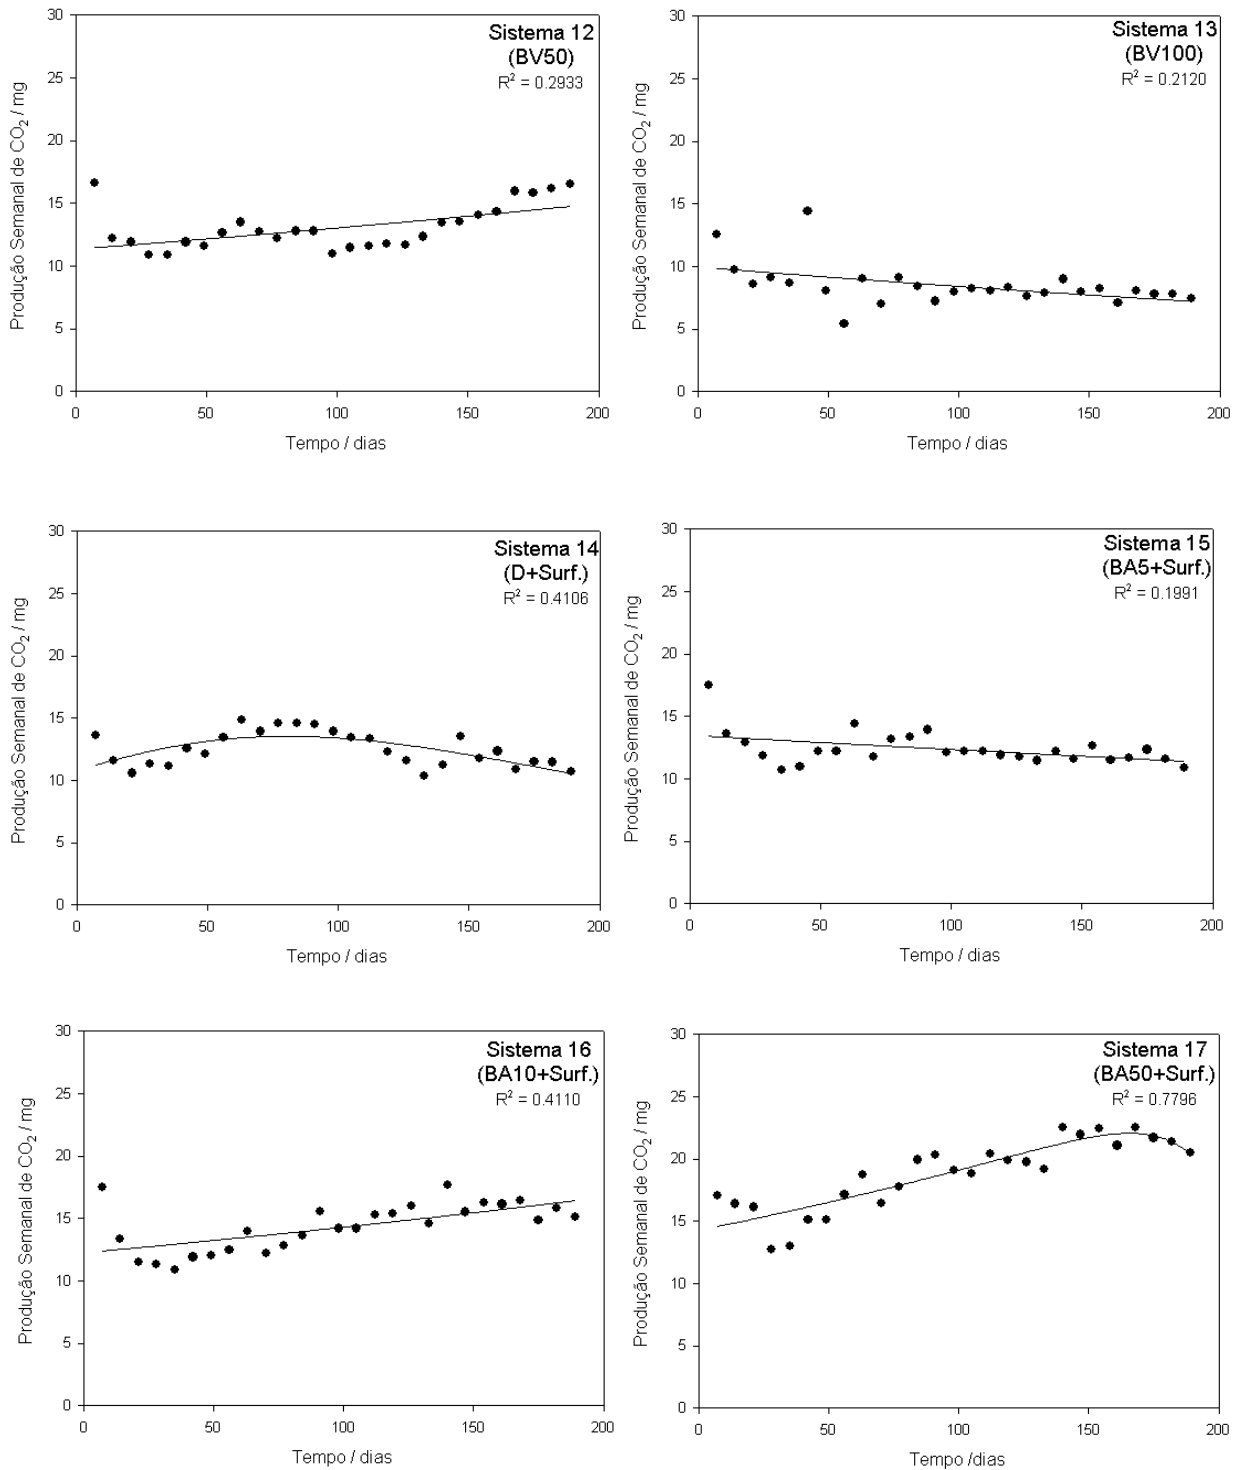 Sistema 12
(BV50)
R² = 0.2933
Produção Semanal de CO₂ / mg
30
25
20
15
10
5
0
0 50 100 150 200
Tempo / dias
Sistema 13
(BV100)
R² = 0.2120
Produção Semanal de CO₂ / mg
30
25
20
15
10
5
0
0 50 100 150 200
Tempo / dias
Sistema 14
(D+Surf.)
R² = 0.4106
Produção Semanal de CO₂ / mg
30
25
20
15
10
5
0
0 50 100 150 200
Tempo / dias
Sistema 15
(BA5+Surf.)
R² = 0.1991
Produção Semanal de CO₂ / mg
30
25
20
15
10
5
0
0 50 100 150 200
Tempo / dias
Sistema 16
(BA10+Surf.)
R² = 0.4110
Produção Semanal de CO₂ / mg
30
25
20
15
10
5
0
0 50 100 150 200
Tempo /dias
Sistema 17
(BA50+Surf.)
R² = 0.7796
Produção Semanal de CO₂ / mg
30
25
20
15
10
5
0
0 50 100 150 200
Tempo /dias